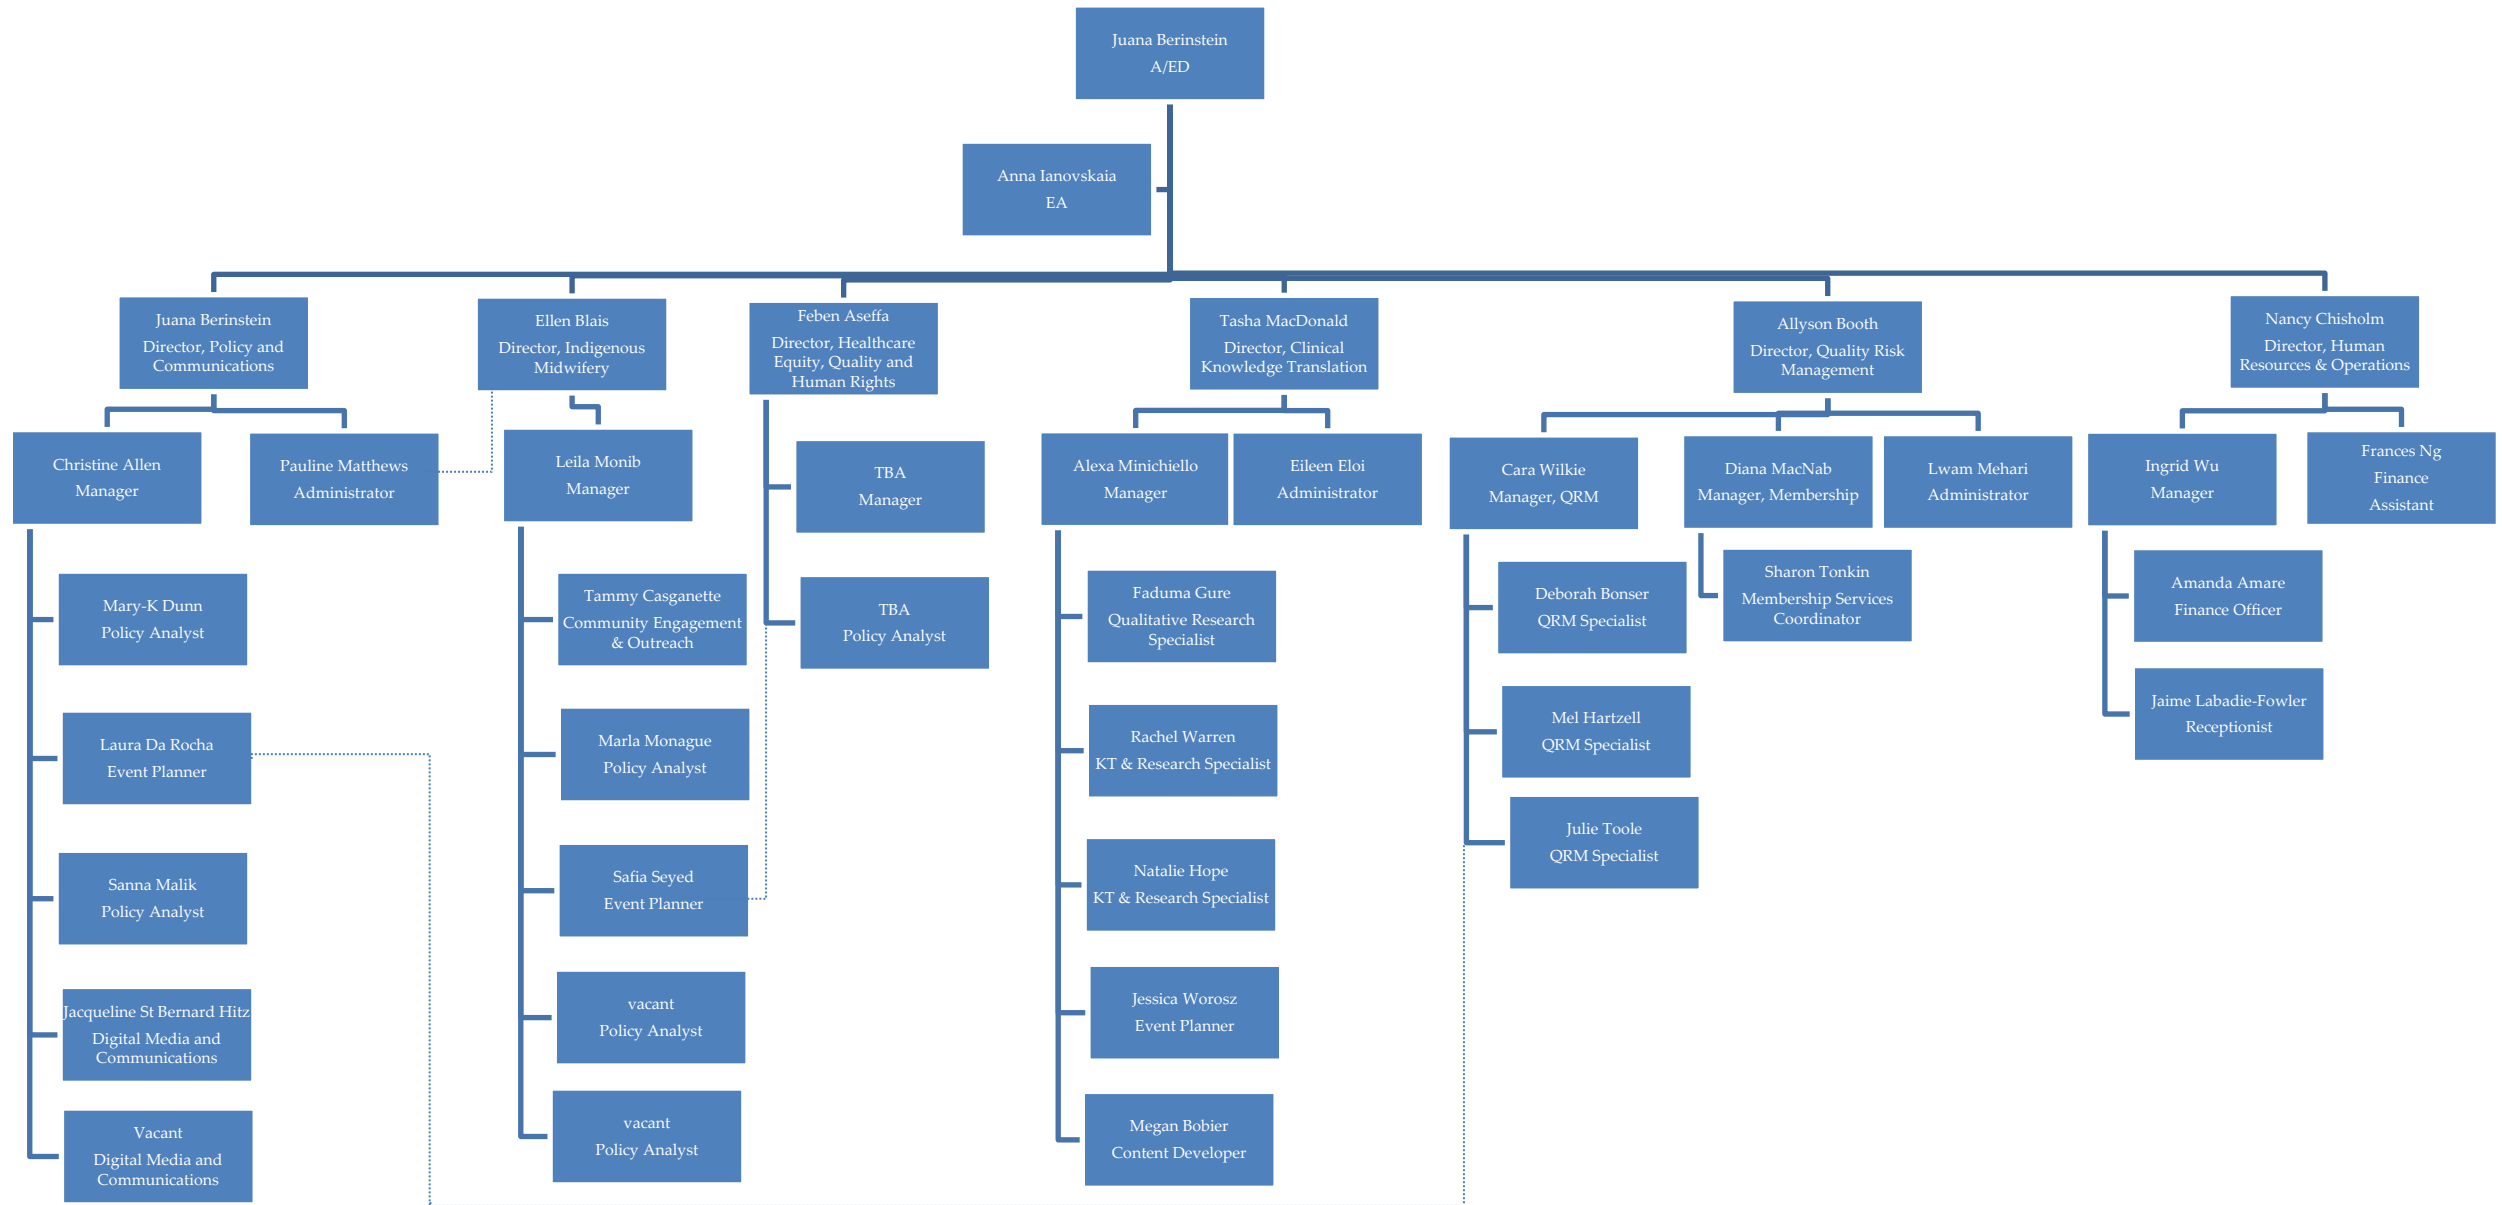 Juana Berinstein
A/ED
Anna Ianovskaia
EA
Juana Berinstein
Director, Policy and
Communications
Ellen Blais
Director, Indigenous
Midwifery
Feben Aseffa
Director, Healthcare
Equity, Quality and
Human Rights
Tasha MacDonald
Director, Clinical
Knowledge Translation
Allyson Booth
Director, Quality Risk
Management
Nancy Chisholm
Director, Human
Resources & Operations
Christine Allen
Manager
Pauline Matthews
Administrator
Leila Monib
Manager
TBA
Manager
Alexa Minichiello
Manager
Eileen Eloi
Administrator
Cara Wilkie
Manager, QRM
Diana MacNab
Manager, Membership
Lwam Mehari
Administrator
Ingrid Wu
Manager
Frances Ng
Finance
Assistant
Mary-K Dunn
Policy Analyst
Laura Da Rocha
Event Planner
Sanna Malik
Policy Analyst
Jacqueline St Bernard Hitz
Digital Media and
Communications
Vacant
Digital Media and
Communications
Tammy Casganette
Community Engagement
& Outreach
Marla Monague
Policy Analyst
Safia Seyed
Event Planner
vacant
Policy Analyst
vacant
Policy Analyst
TBA
Policy Analyst
Faduma Gure
Qualitative Research
Specialist
Rachel Warren
KT & Research Specialist
Natalie Hope
KT & Research Specialist
Jessica Worosz
Event Planner
Megan Bobier
Content Developer
Deborah Bonser
QRM Specialist
Mel Hartzell
QRM Specialist
Julie Toole
QRM Specialist
Sharon Tonkin
Membership Services
Coordinator
Amanda Amare
Finance Officer
Jaime Labadie-Fowler
Receptionist